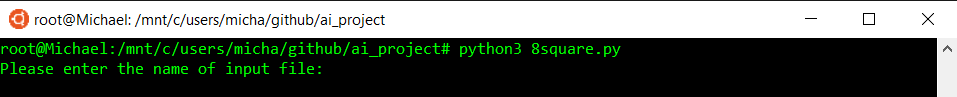 root@Michael: /mnt/c/users/micha/github/ai_project
root@Michael:/mnt/c/users/micha/github/ai_project# python3 8square.py
Please enter the name of input file: